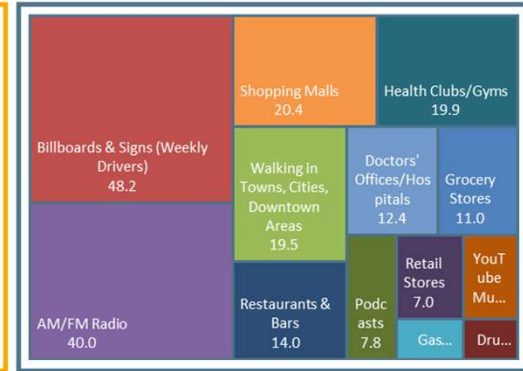 Billboards & Signs (Weekly
Drivers)
48.2
AM/FM Radio
40.0
Shopping Malls
20.4
Health Clubs/Gyms
19.9
Walking in
Towns, Cities,
Downtown
Areas
19.5
Doctors'
Offices/Hos
pitals
12.4
Grocery
Stores
11.0
Restaurants &
Bars
14.0
Podc
asts
7.8
Retail
Stores
7.0
YouT
ube
Mu...
Gas...
Dru...